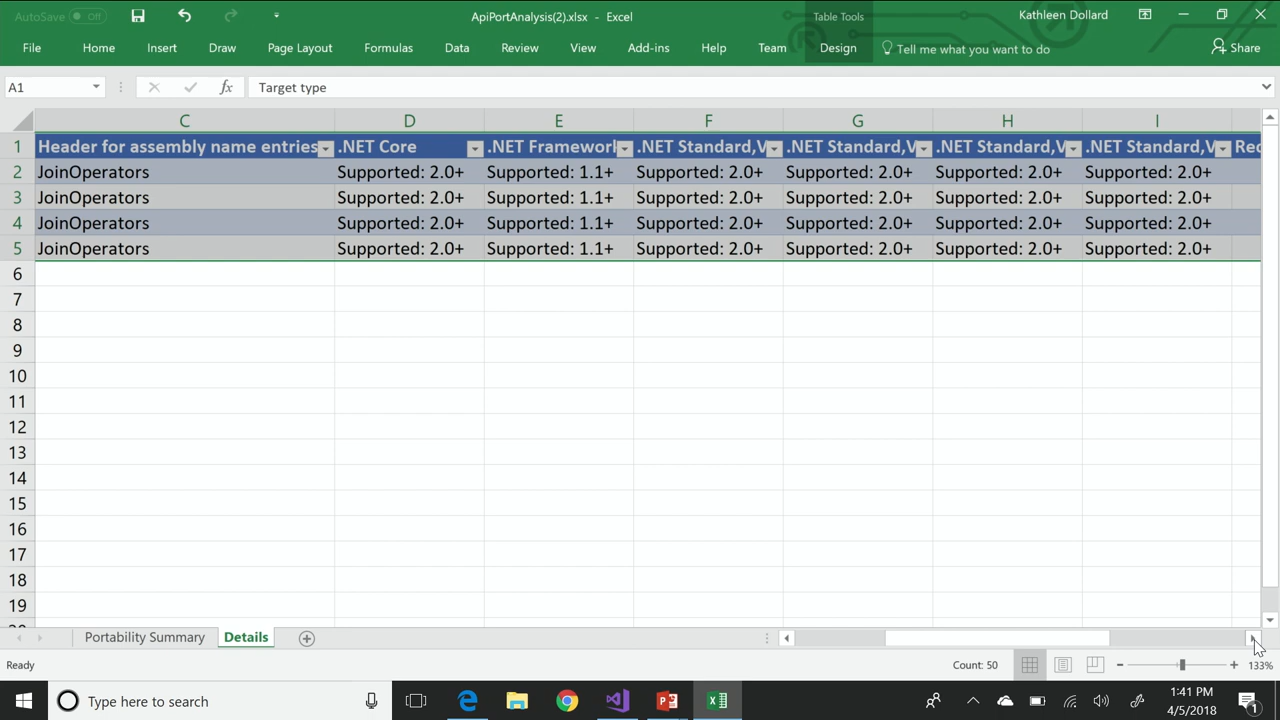 AutoSave Off ApiPortAnalysis(2).xlsx - Excel Table Tools Kathleen Dollard
File Home Insert Draw Page Layout Formulas Data Review View Add-ins Help Team Design Tell me what you want to do Share
A1 fx Target type
C D E F G H I
1 Header for assembly name entries .NET Core .NET Framework .NET Standard,V .NET Standard,V .NET Standard,V .NET Standard,V Rec
2 JoinOperators Supported: 2.0+ Supported: 1.1+ Supported: 2.0+ Supported: 2.0+ Supported: 2.0+ Supported: 2.0+
3 JoinOperators Supported: 2.0+ Supported: 1.1+ Supported: 2.0+ Supported: 2.0+ Supported: 2.0+ Supported: 2.0+
4 JoinOperators Supported: 2.0+ Supported: 1.1+ Supported: 2.0+ Supported: 2.0+ Supported: 2.0+ Supported: 2.0+
5 JoinOperators Supported: 2.0+ Supported: 1.1+ Supported: 2.0+ Supported: 2.0+ Supported: 2.0+ Supported: 2.0+
6
7
8
9
10
11
12
13
14
15
16
17
18
19
Portability Summary Details
Ready Count: 50 133%
Type here to search 1:41 PM
4/5/2018 1